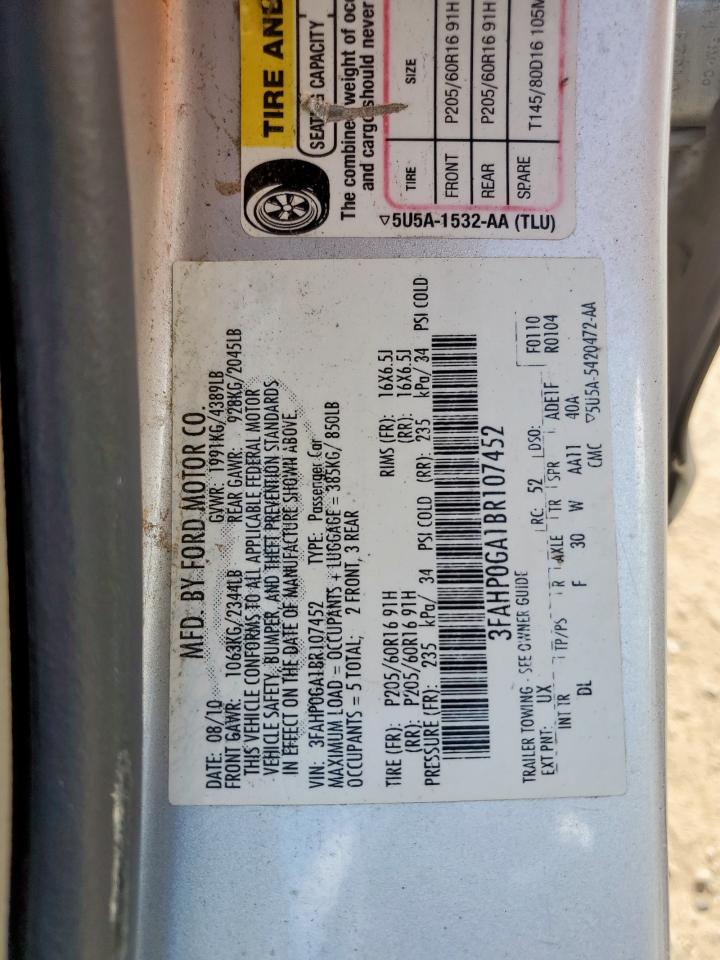 MFD. BY FORD MOTOR CO.
DATE: 08/10 GVWR: 1991KG/4389LB
FRONT GAWR: 1063KG/2344LB REAR GAWR: 928KG/2045LB
THIS VEHICLE CONFORMS TO ALL APPLICABLE FEDERAL MOTOR
VEHICLE SAFETY, BUMPER, AND THEFT PREVENTION STANDARDS
IN EFFECT ON THE DATE OF MANUFACTURE SHOWN ABOVE.
VIN: 3FAHP0GA1BR107452 TYPE: Passenger Car
MAXIMUM LOAD = OCCUPANTS + LUGGAGE = 385KG/ 850LB
OCCUPANTS = 5 TOTAL; 2 FRONT, 3 REAR
TIRE (FR): P205/60R16 91H RIMS (FR): 16X6.5J
(RR): P205/60R16 91H (RR): 16X6.5J
PRESSURE (FR): 235 kPa/ 34 PSI COLD (RR): 235 kPa/ 34 PSI COLD
3FAHP0GA1BR107452
TRAILER TOWING - SEE OWNER GUIDE F0110
EXT PNT: UX RC: 52 DSO: R0104
INT TR TP/PS R AXLE TR SPR ADE1F
DL F 30 W AA11 40A
CMC ▽5U5A-5420472-AA
TIRE AND
SEATING CAPACITY
The combined weight of occ
and cargo should never
TIRE SIZE
FRONT P205/60R16 91H
REAR P205/60R16 91H
SPARE T145/80D16 105M
▽5U5A-1532-AA (TLU)